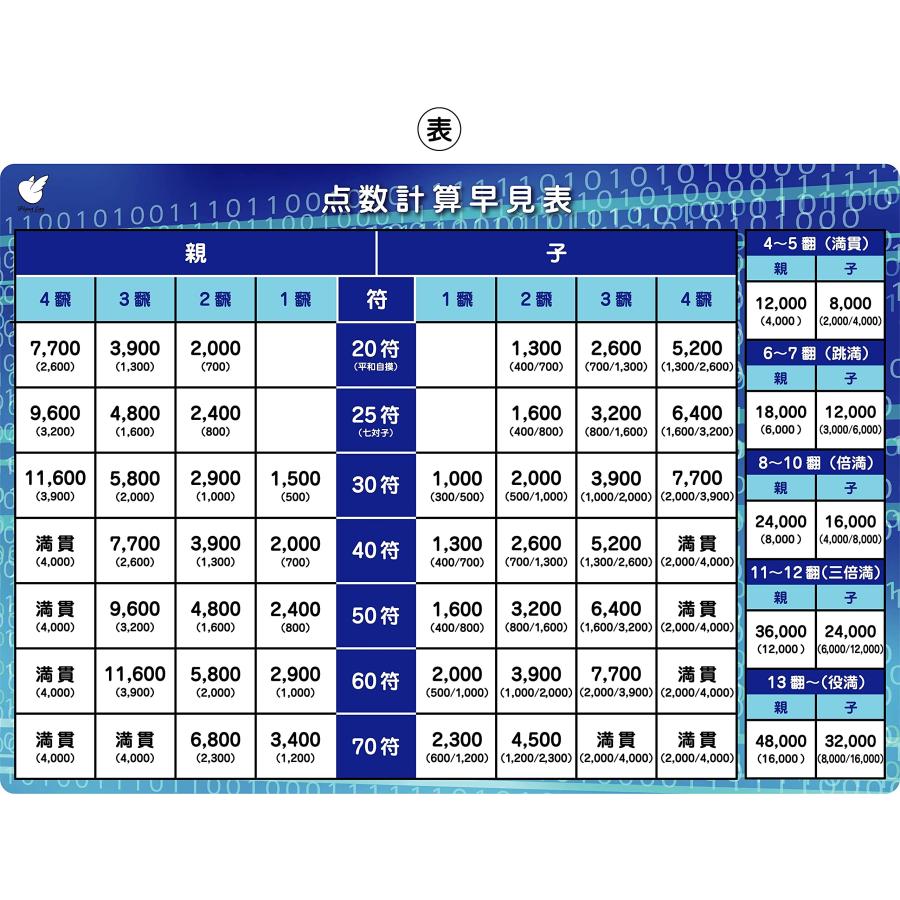 表
点数計算早見表
親 子
4翻 3翻 2翻 1翻 符 1翻 2翻 3翻 4翻
7,700 3,900 2,000 20符 1,300 2,600 5,200
(2,600) (1,300) (700) (平和自摸) (400/700) (700/1,300) (1,300/2,600)
9,600 4,800 2,400 25符 1,600 3,200 6,400
(3,200) (1,600) (800) (七対子) (400/800) (800/1,600) (1,600/3,200)
11,600 5,800 2,900 1,500 30符 1,000 2,000 3,900 7,700
(3,900) (2,000) (1,000) (500) (300/500) (500/1,000) (1,000/2,000) (2,000/3,900)
満貫 7,700 3,900 2,000 40符 1,300 2,600 5,200 満貫
(4,000) (2,600) (1,300) (700) (400/700) (700/1,300) (1,300/2,600) (2,000/4,000)
満貫 9,600 4,800 2,400 50符 1,600 3,200 6,400 満貫
(4,000) (3,200) (1,600) (800) (400/800) (800/1,600) (1,600/3,200) (2,000/4,000)
満貫 11,600 5,800 2,900 60符 2,000 3,900 7,700 満貫
(4,000) (3,900) (2,000) (1,000) (500/1,000) (1,000/2,000) (2,000/3,900) (2,000/4,000)
満貫 満貫 6,800 3,400 70符 2,300 4,500 満貫 満貫
(4,000) (4,000) (2,300) (1,200) (600/1,200) (1,200/2,300) (2,000/4,000) (2,000/4,000)
4〜5翻(満貫)
親 子
12,000 8,000
(4,000) (2,000/4,000)
6〜7翻(跳満)
親 子
18,000 12,000
(6,000) (3,000/6,000)
8〜10翻(倍満)
親 子
24,000 16,000
(8,000) (4,000/8,000)
11〜12翻(三倍満)
親 子
36,000 24,000
(12,000) (6,000/12,000)
13翻〜(役満)
親 子
48,000 32,000
(16,000) (8,000/16,000)